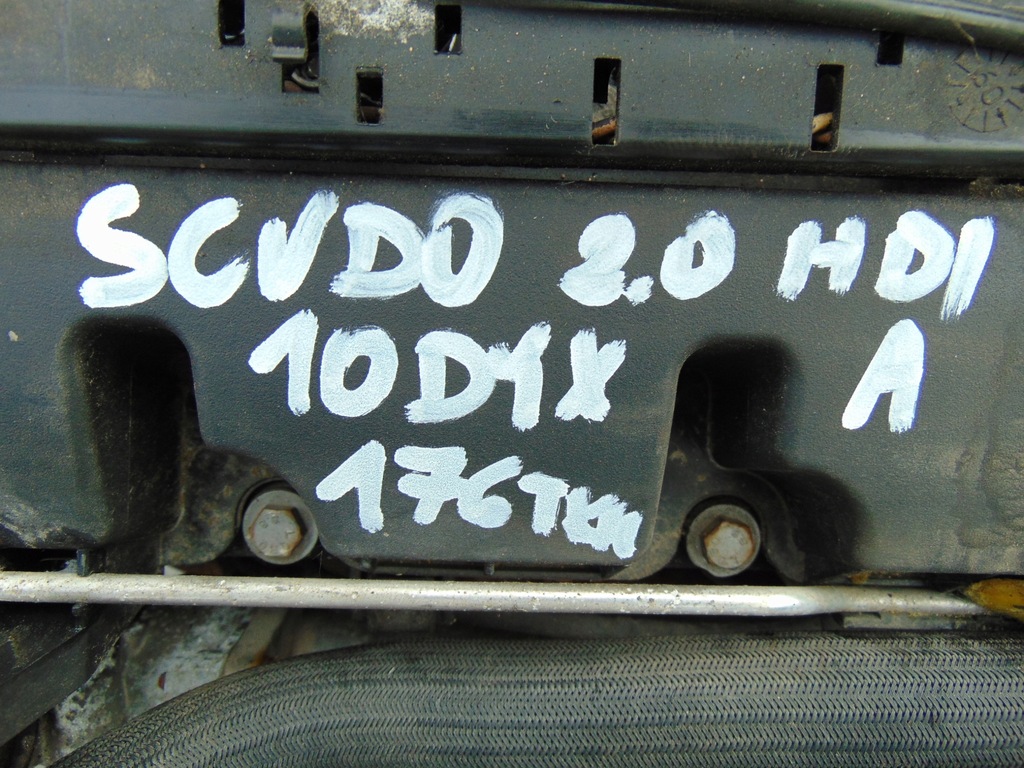 SCUDO 2.0 HDI
10DYX A
176TKM